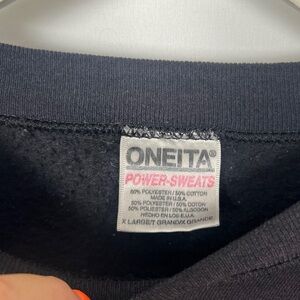 ONEITA®
POWER-SWEATS
50% POLYESTER / 50% COTTON
MADE IN U.S.A.
50% POLYESTER / 50% COTON
50% POLIESTER / 50% ALGODON
HECHO EN LOS E.U.A.
X LARGE/T GRAND/X GRANDE